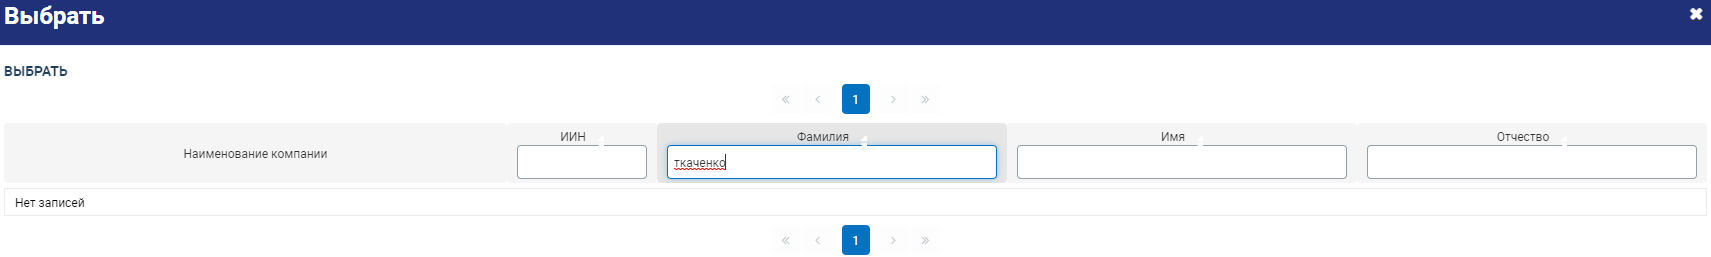 Выбрать
ВЫБРАТЬ
1
Наименование компании
ИИН
Фамилия
Имя
Отчество
ткаченко
Нет записей
1